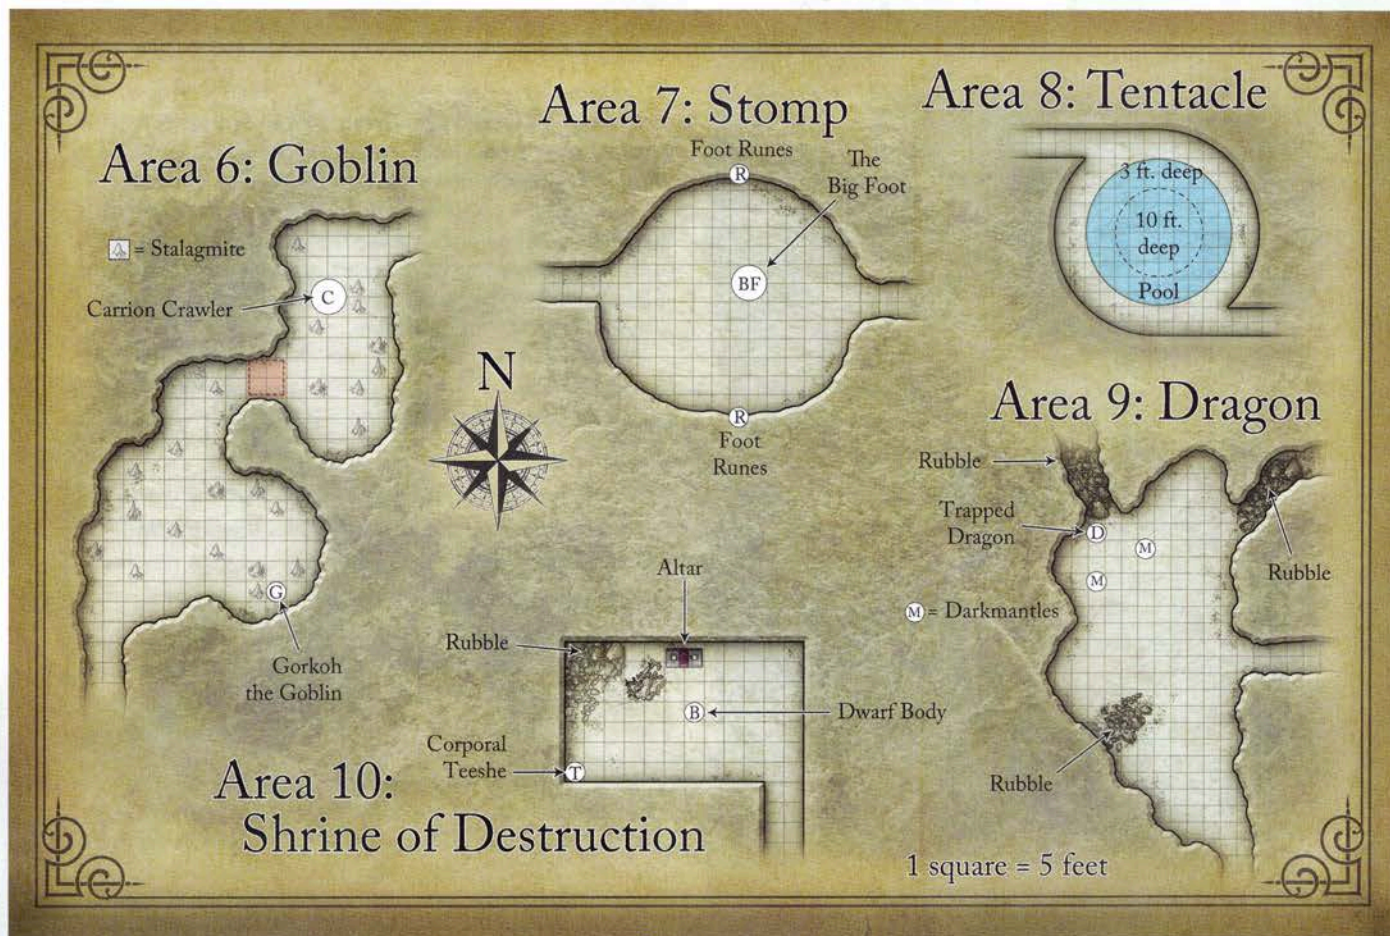 Area 6: Goblin
= Stalagmite
Carrion Crawler
C
G
Gorkoh
the Goblin
Area 7: Stomp
Foot Runes
R
The
Big Foot
BF
R
Foot
Runes
N
Area 8: Tentacle
3 ft. deep
10 ft.
deep
Pool
Area 9: Dragon
Rubble
Trapped
Dragon
D
M
M
M = Darkmantles
Rubble
Rubble
Altar
Rubble
B
Dwarf Body
Corporal
Teeshe
T
Area 10:
Shrine of Destruction
1 square = 5 feet